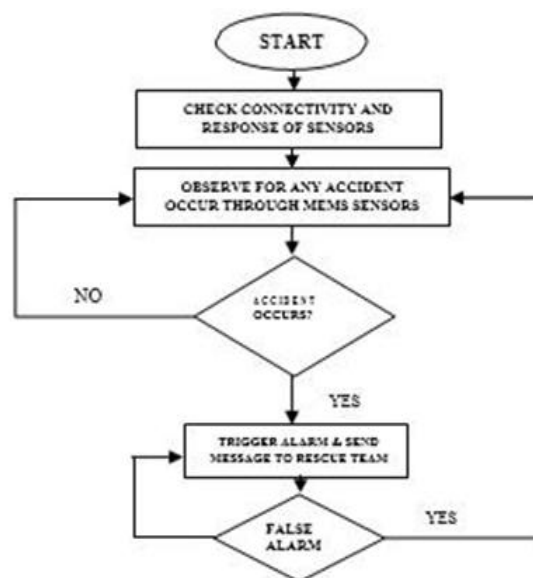 START
CHECK CONNECTIVITY AND
RESPONSE OF SENSORS
OBSERVE FOR ANY ACCIDENT
OCCUR THROUGH MEMS SENSORS
NO
ACCIDENT
OCCURS?
YES
TRIGGER ALARM & SEND
MESSAGE TO RESCUE TEAM
FALSE
ALARM
YES